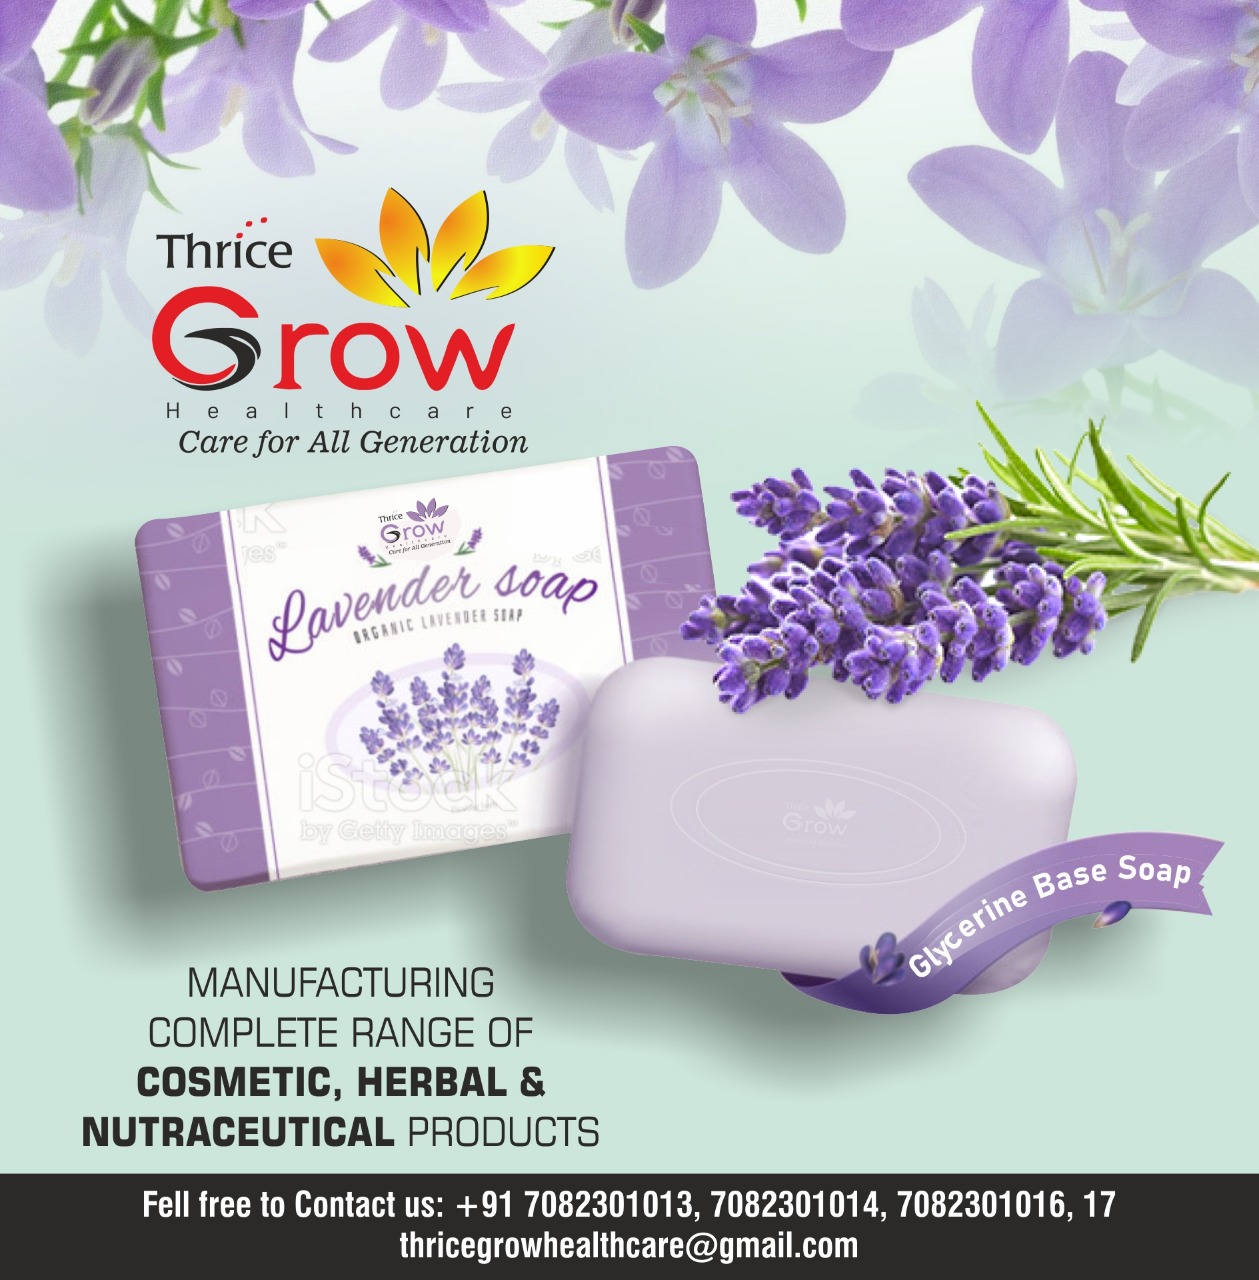 Thrice
Grow
Healthcare
Care for All Generation
Thrice
Grow
Healthcare
Care for All Generation
Lavender soap
ORGANIC LAVENDER SOAP
iStock
by Getty Images™
Thrice
Grow
Glycerine Base Soap
MANUFACTURING
COMPLETE RANGE OF
COSMETIC, HERBAL &
NUTRACEUTICAL PRODUCTS
Fell free to Contact us: +91 7082301013, 7082301014, 7082301016, 17
thricegrowhealthcare@gmail.com